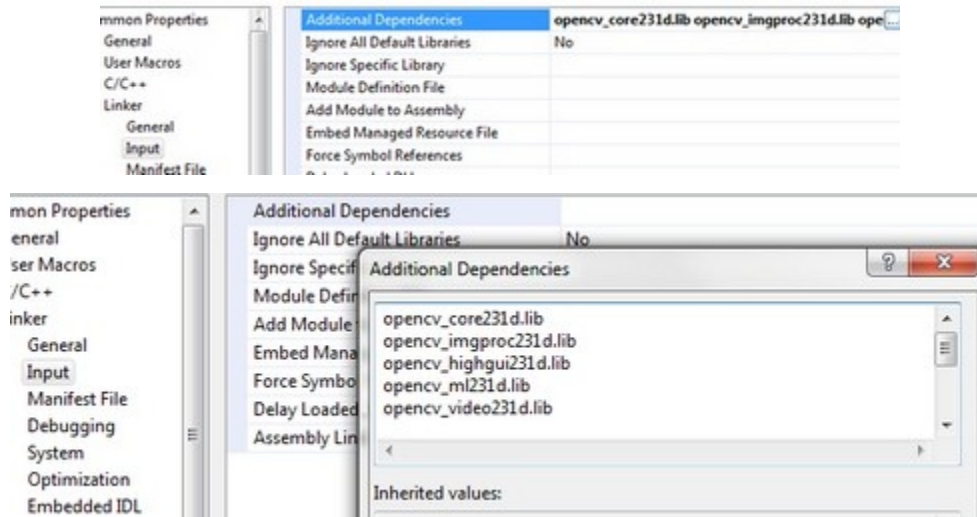 mmon Properties
General
User Macros
C/C++
Linker
General
Input
Manifest File
Additional Dependencies opencv_core231d.lib opencv_imgproc231d.lib ope...
Ignore All Default Libraries No
Ignore Specific Library
Module Definition File
Add Module to Assembly
Embed Managed Resource File
Force Symbol References
mon Properties
eneral
ser Macros
/C++
inker
General
Input
Manifest File
Debugging
System
Optimization
Embedded IDL
Additional Dependencies
Ignore All Default Libraries No
Ignore Specif
Module Defin
Add Module
Embed Mana
Force Symbo
Delay Loaded
Assembly Lin
Additional Dependencies
opencv_core231d.lib
opencv_imgproc231d.lib
opencv_highgui231d.lib
opencv_ml231d.lib
opencv_video231d.lib
Inherited values: